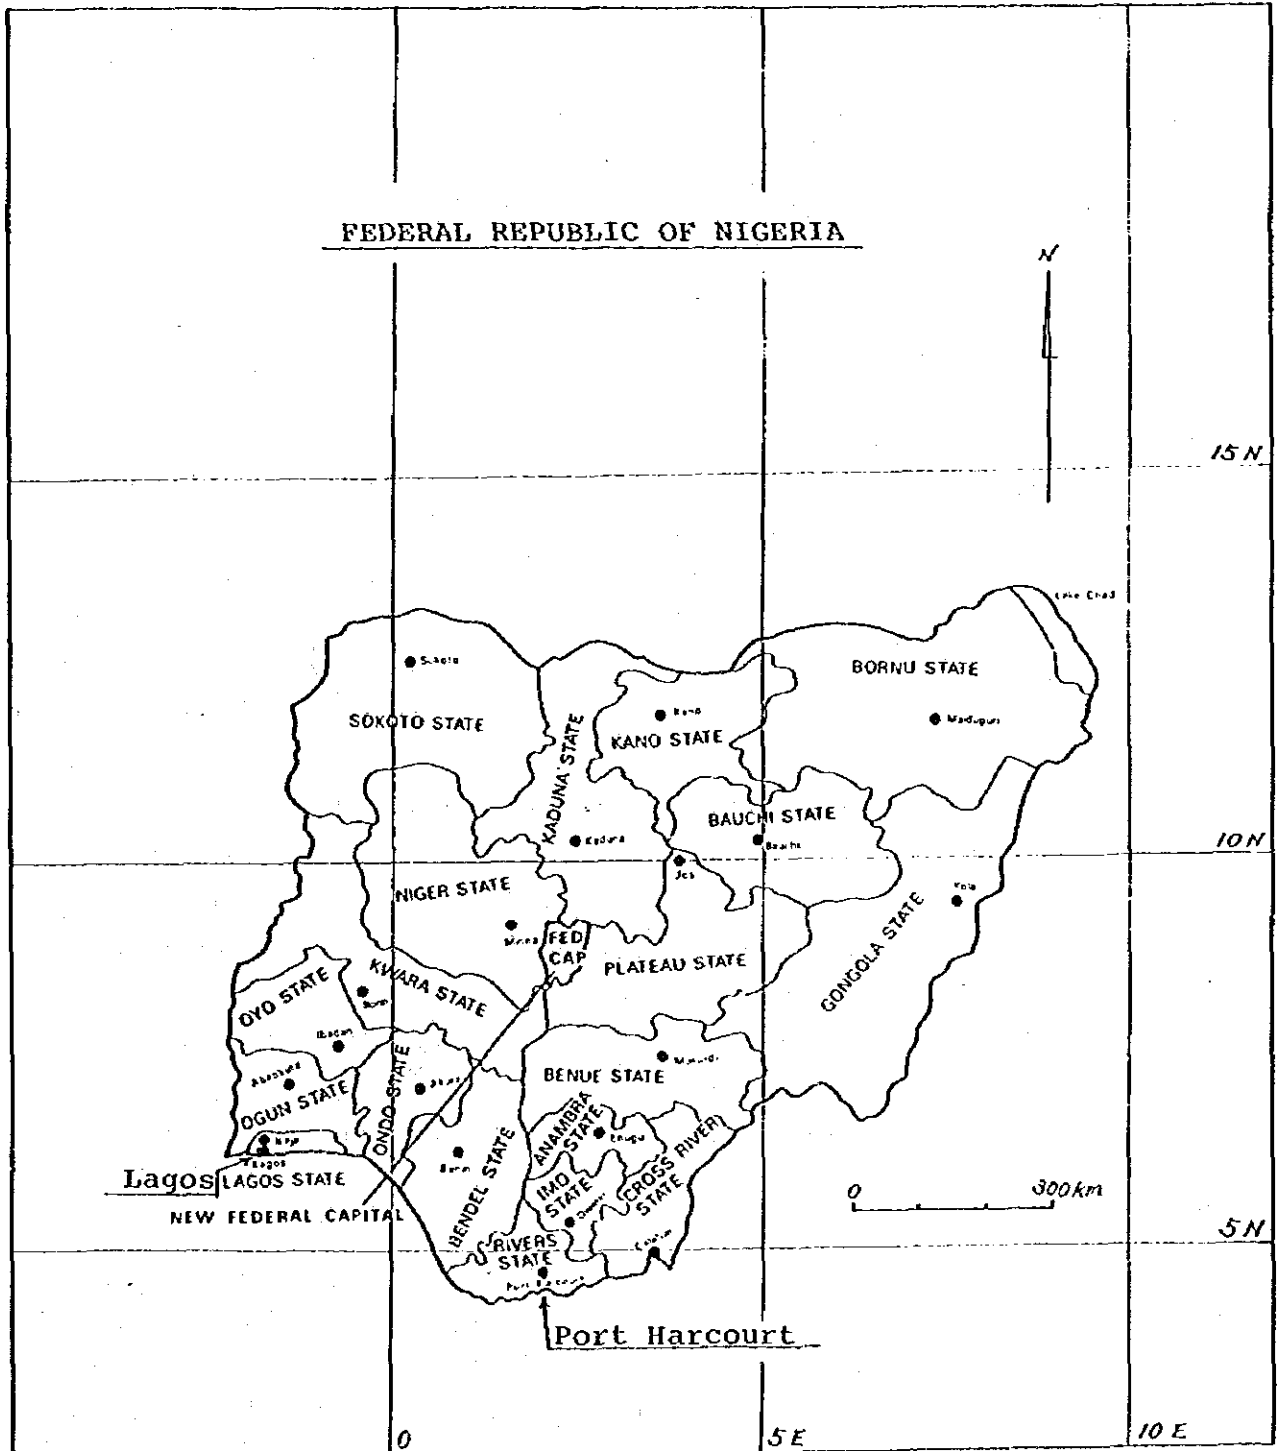 FEDERAL REPUBLIC OF NIGERIA
N
15 N
Lake Chad
BORNU STATE
Sokoto
SOKOTO STATE
Kano
KANO STATE
Maiduguri
KADUNA STATE
BAUCHI STATE
Kaduna
Bauchi
10 N
Jos
NIGER STATE
Yola
Minna
FED
CAP
PLATEAU STATE
GONGOLA STATE
KWARA STATE
OYO STATE
Ilorin
Ibadan
BENUE STATE
Makurdi
Abeokuta
OGUN STATE
ONDO STATE
Akure
ANAMBRA
STATE
Enugu
Ikeja
Benin
BENDEL STATE
CROSS RIVER
STATE
Lagos
Lagos
LAGOS STATE
IMO
STATE
Owerri
NEW FEDERAL CAPITAL
0 300km
RIVERS
STATE
Calabar
5 N
Port Harcourt
Port Harcourt
0
5 E
10 E